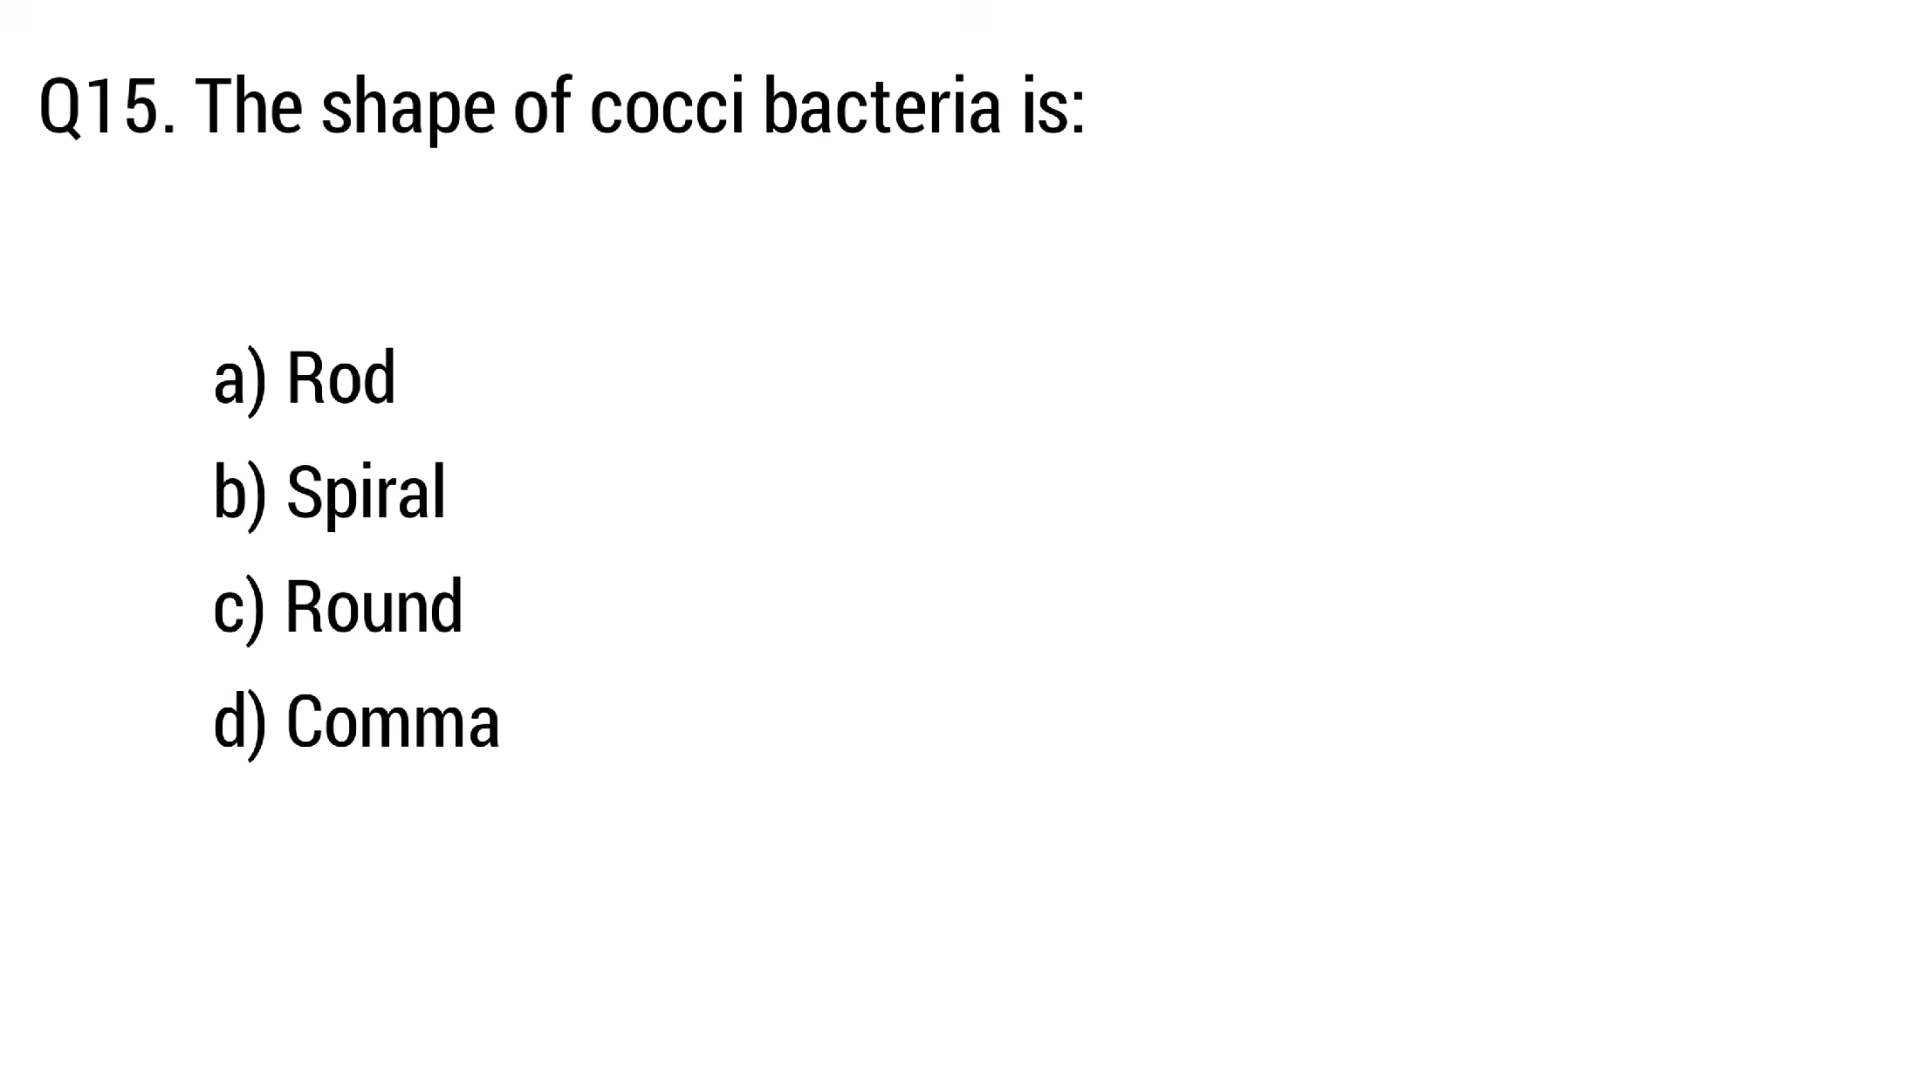 Q15. The shape of cocci bacteria is:
a) Rod
b) Spiral
c) Round
d) Comma